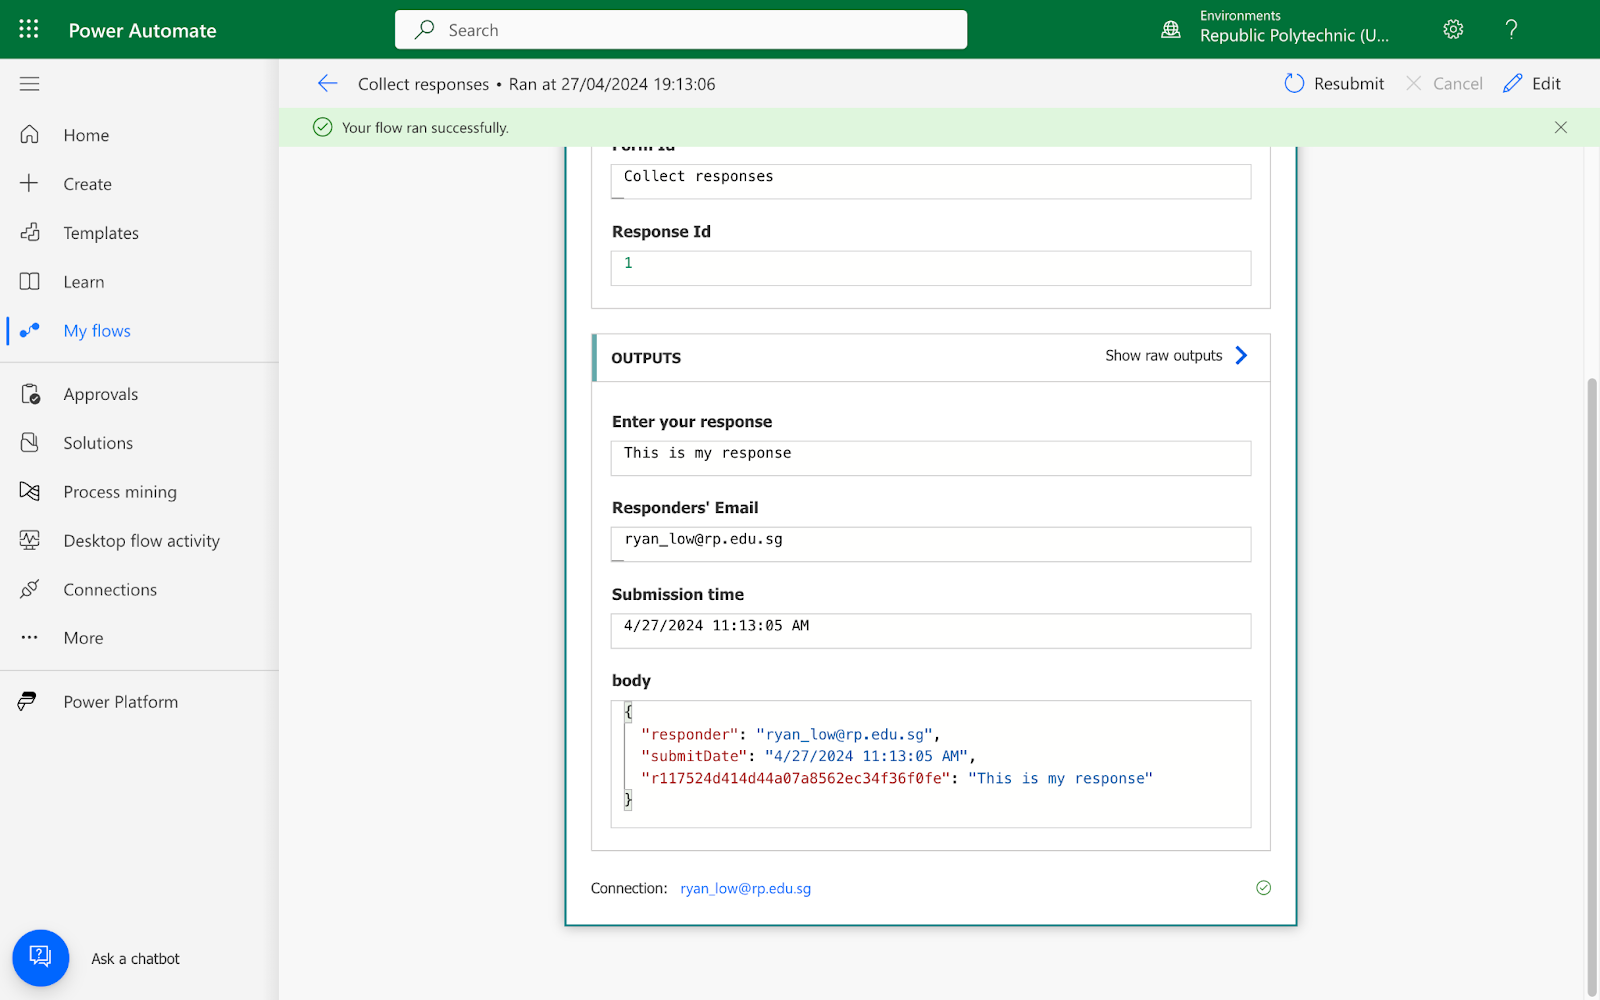 Power Automate
Search
Environments
Republic Polytechnic (U...
Collect responses • Ran at 27/04/2024 19:13:06
Resubmit
Cancel
Edit
Your flow ran successfully.
Home
Create
Templates
Learn
My flows
Approvals
Solutions
Process mining
Desktop flow activity
Connections
More
Power Platform
Ask a chatbot
Form Id
Collect responses
Response Id
1
OUTPUTS
Show raw outputs
Enter your response
This is my response
Responders' Email
ryan_low@rp.edu.sg
Submission time
4/27/2024 11:13:05 AM
body
{
"responder": "ryan_low@rp.edu.sg",
"submitDate": "4/27/2024 11:13:05 AM",
"r117524d414d44a07a8562ec34f36f0fe": "This is my response"
}
Connection: ryan_low@rp.edu.sg